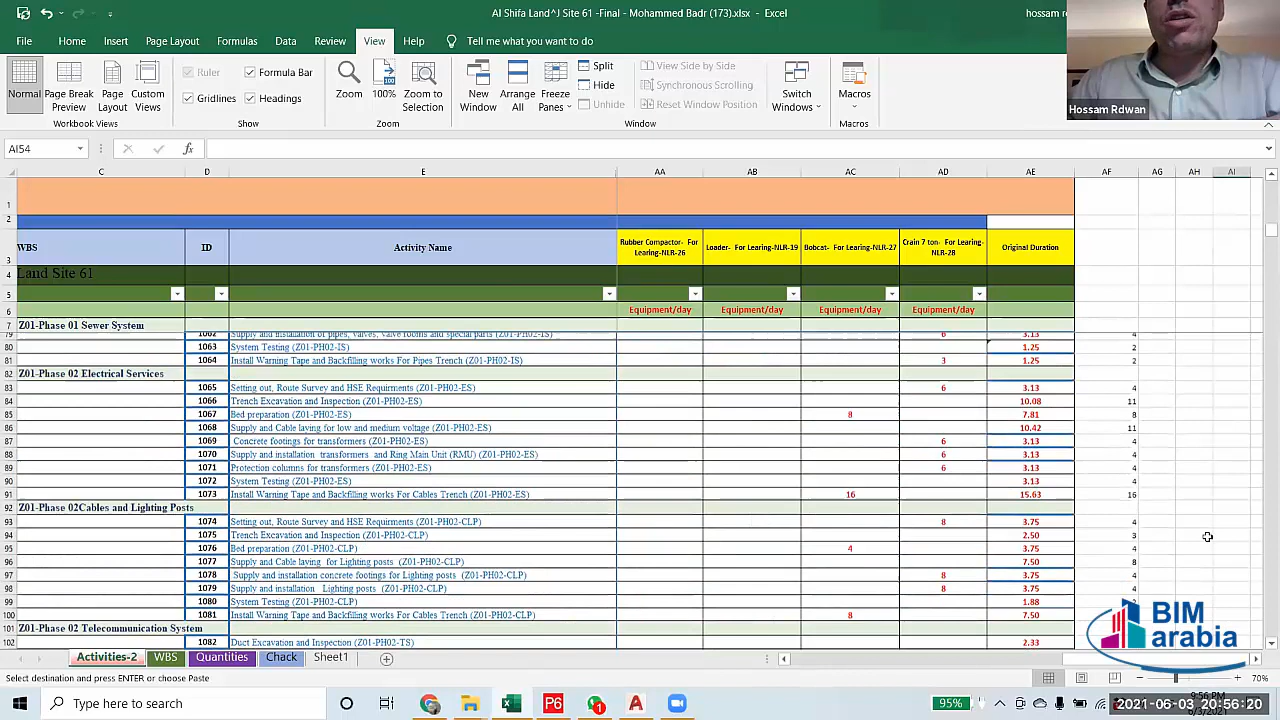 Al Shifa Land^J Site 61 -Final - Mohammed Badr (173).xlsx - Excel
hossam r
File Home Insert Page Layout Formulas Data Review View Help Tell me what you want to do
Normal
Page Break Preview
Page Layout
Custom Views
Workbook Views
Ruler
Formula Bar
Gridlines
Headings
Show
Zoom
100%
Zoom to Selection
Zoom
New Window
Arrange All
Freeze Panes
Split
Hide
Unhide
View Side by Side
Synchronous Scrolling
Reset Window Position
Window
Switch Windows
Macros
Macros
Hossam Rdwan
AI54
fx
C D E AA AB AC AD AE AF AG AH AI
1
2
3 WBS ID Activity Name Rubber Compactor- For Learing-NLR-26 Loader- For Learing-NLR-19 Bobcat- For Learing-NLR-27 Crain 7 ton- For Learing-NLR-28 Original Duration
4 Land Site 61
5
6 Equipment/day Equipment/day Equipment/day Equipment/day
7 Z01-Phase 01 Sewer System
79 1062 Supply and installation of pipes, valves, valve rooms and special parts (Z01-PH02-IS) 6 3.13 4
80 1063 System Testing (Z01-PH02-IS) 1.25 2
81 1064 Install Warning Tape and Backfilling works For Pipes Trench (Z01-PH02-IS) 3 1.25 2
82 Z01-Phase 02 Electrical Services
83 1065 Setting out, Route Survey and HSE Requirments (Z01-PH02-ES) 6 3.13 4
84 1066 Trench Excavation and Inspection (Z01-PH02-ES) 10.08 11
85 1067 Bed preparation (Z01-PH02-ES) 8 7.81 8
86 1068 Supply and Cable laying for low and medium voltage (Z01-PH02-ES) 10.42 11
87 1069 Concrete footings for transformers (Z01-PH02-ES) 6 3.13 4
88 1070 Supply and installation transformers and Ring Main Unit (RMU) (Z01-PH02-ES) 6 3.13 4
89 1071 Protection columns for transformers (Z01-PH02-ES) 6 3.13 4
90 1072 System Testing (Z01-PH02-ES) 3.13 4
91 1073 Install Warning Tape and Backfilling works For Cables Trench (Z01-PH02-ES) 16 15.63 16
92 Z01-Phase 02Cables and Lighting Posts
93 1074 Setting out, Route Survey and HSE Requirments (Z01-PH02-CLP) 8 3.75 4
94 1075 Trench Excavation and Inspection (Z01-PH02-CLP) 2.50 3
95 1076 Bed preparation (Z01-PH02-CLP) 4 3.75 4
96 1077 Supply and Cable laying for Lighting posts (Z01-PH02-CLP) 7.50 8
97 1078 Supply and installation concrete footings for Lighting posts (Z01-PH02-CLP) 8 3.75 4
98 1079 Supply and installation Lighting posts (Z01-PH02-CLP) 8 3.75 4
99 1080 System Testing (Z01-PH02-CLP) 1.88
100 1081 Install Warning Tape and Backfilling works For Cables Trench (Z01-PH02-CLP) 8 7.50
101 Z01-Phase 02 Telecommunication System
102 1082 Duct Excavation and Inspection (Z01-PH02-TS) 2.33
BIM arabia
Activities-2 WBS Quantities Chack Sheet1
Select destination and press ENTER or choose Paste
70%
Type here to search
95%
9:56 PM
2021-06-03 20:56:20